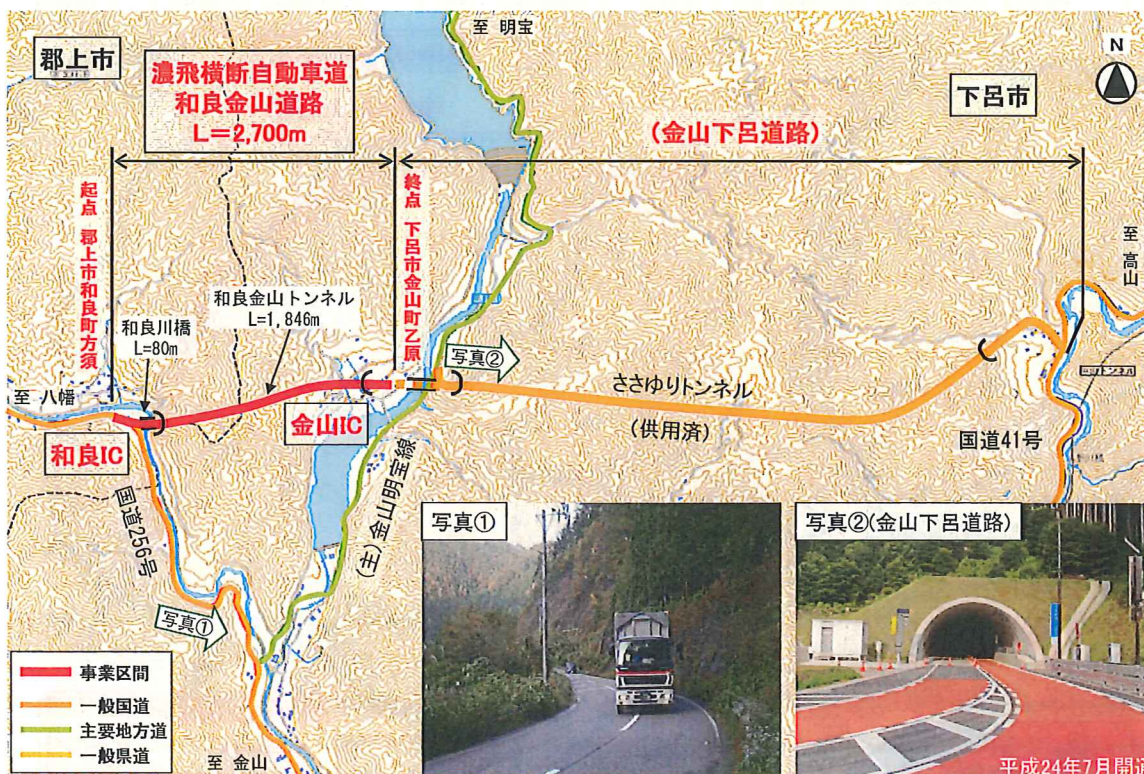 至 明宝
郡上市
濃飛横断自動車道
和良金山道路
L=2,700m
N
下呂市
(金山下呂道路)
起点 郡上市和良町方須
終点 下呂市金山町乙原
至 高山
和良金山トンネル
L=1,846m
和良川橋
L=80m
写真②
至 八幡
ささゆりトンネル
(供用済)
金山IC
和良IC
国道41号
国道256号
(主)金山明宝線
写真①
写真①
写真②(金山下呂道路)
事業区間
一般国道
主要地方道
一般県道
至 金山
平成24年7月開通